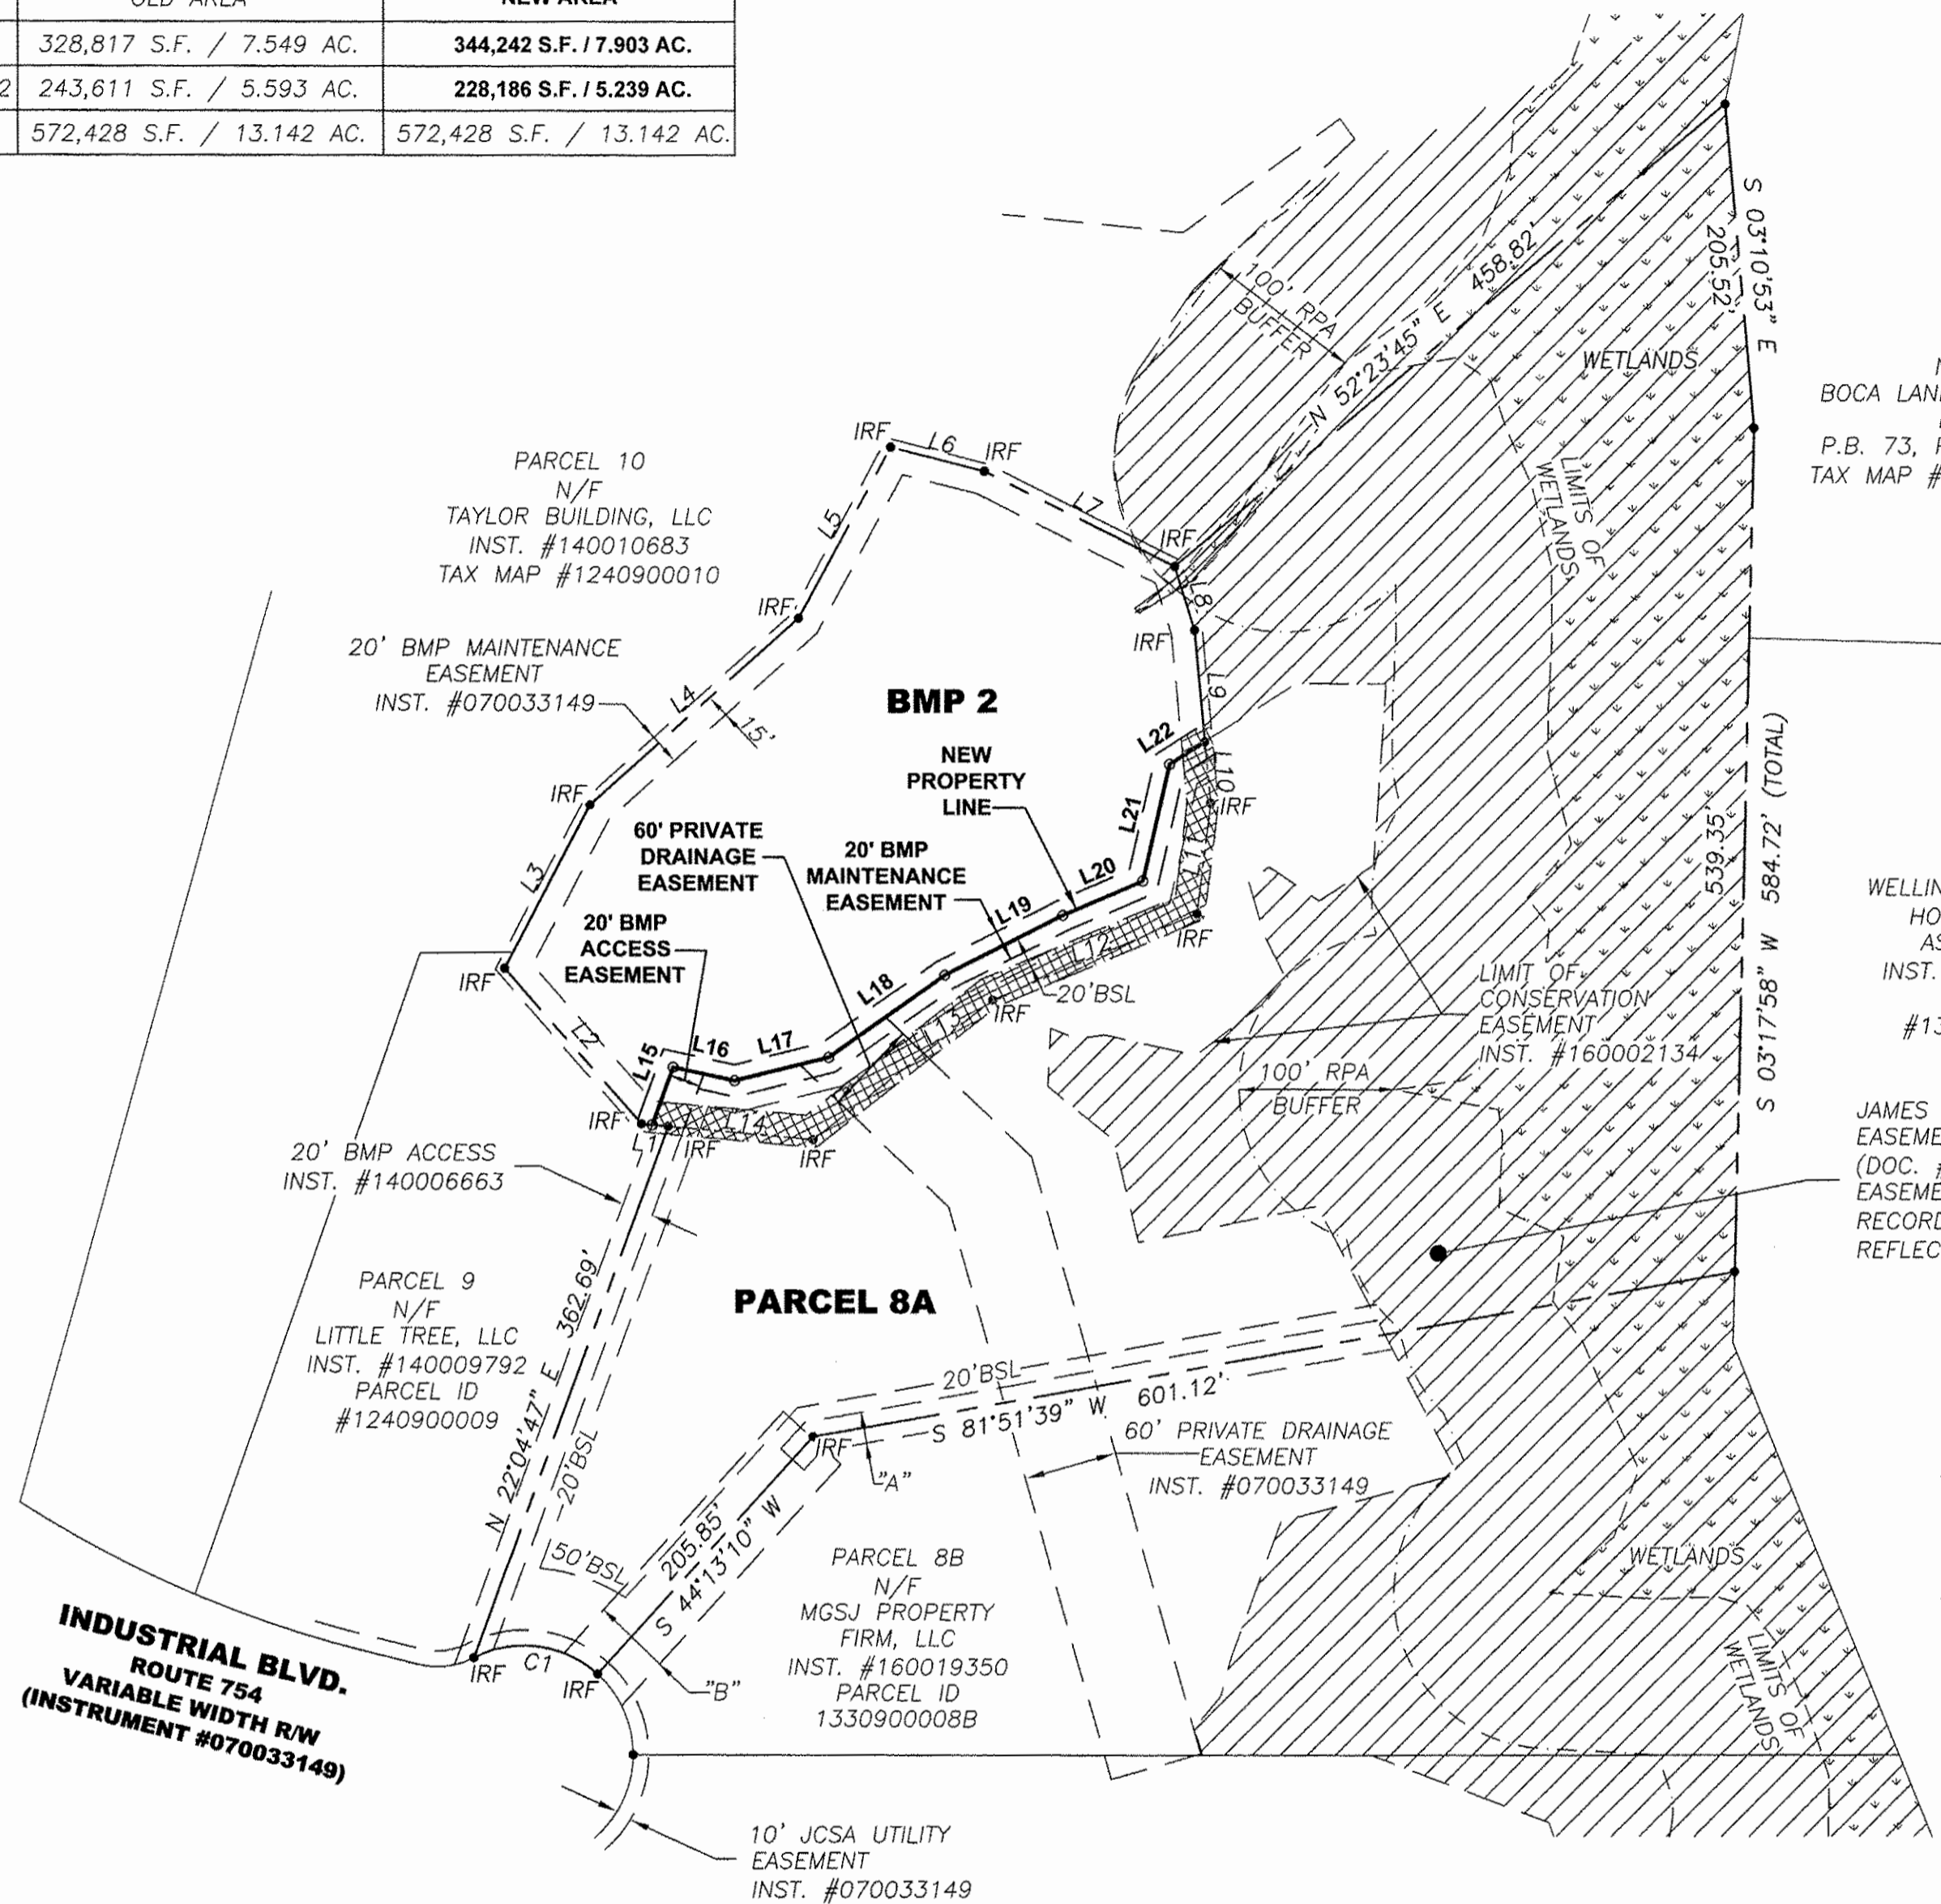 OLD AREA
NEW AREA
328,817 S.F. / 7.549 AC.
344,242 S.F. / 7.903 AC.
2
243,611 S.F. / 5.593 AC.
228,186 S.F. / 5.239 AC.
572,428 S.F. / 13.142 AC.
572,428 S.F. / 13.142 AC.
S 03°10'53" E
205.52'
N 52°23'45" E 458.82'
100' RPA
BUFFER
WETLANDS
LIMITS OF
WETLANDS
BOCA LAN
P.B. 73,
TAX MAP #
PARCEL 10
N/F
TAYLOR BUILDING, LLC
INST. #140010683
TAX MAP #1240900010
IRF
L6
IRF
L5
L7
IRF
IRF
L8
IRF
20' BMP MAINTENANCE
EASEMENT
INST. #070033149
L4
15'
L9
BMP 2
L22
NEW
PROPERTY
LINE
L10
IRF
IRF
L21
L3
60' PRIVATE
DRAINAGE
EASEMENT
20' BMP
MAINTENANCE
EASEMENT
L20
L11
L19
L12
IRF
20' BMP
ACCESS
EASEMENT
L18
20'BSL
IRF
L13
IRF
L2
L15
L16
L17
IRF
L14
L1
IRF
IRF
LIMIT OF
CONSERVATION
EASEMENT
INST. #160002134
100' RPA
BUFFER
539.35'
S 03°17'58" W 584.72' (TOTAL)
WELLIN
HO
AS
INST.
#13
JAMES
EASEME
(DOC. #
EASEME
RECORD
REFLEC
20' BMP ACCESS
INST. #140006663
PARCEL 9
N/F
LITTLE TREE, LLC
INST. #140009792
PARCEL ID
#1240900009
N 22°04'47" E 362.69'
20'BSL
PARCEL 8A
20'BSL
S 81°51'39" W 601.12'
IRF
"A"
60' PRIVATE DRAINAGE
EASEMENT
INST. #070033149
205.85'
S 44°13'10" W
50'BSL
"B"
PARCEL 8B
N/F
MGSJ PROPERTY
FIRM, LLC
INST. #160019350
PARCEL ID
1330900008B
WETLANDS
LIMITS OF
WETLANDS
IRF
C1
IRF
INDUSTRIAL BLVD.
ROUTE 754
VARIABLE WIDTH R/W
(INSTRUMENT #070033149)
10' JCSA UTILITY
EASEMENT
INST. #070033149